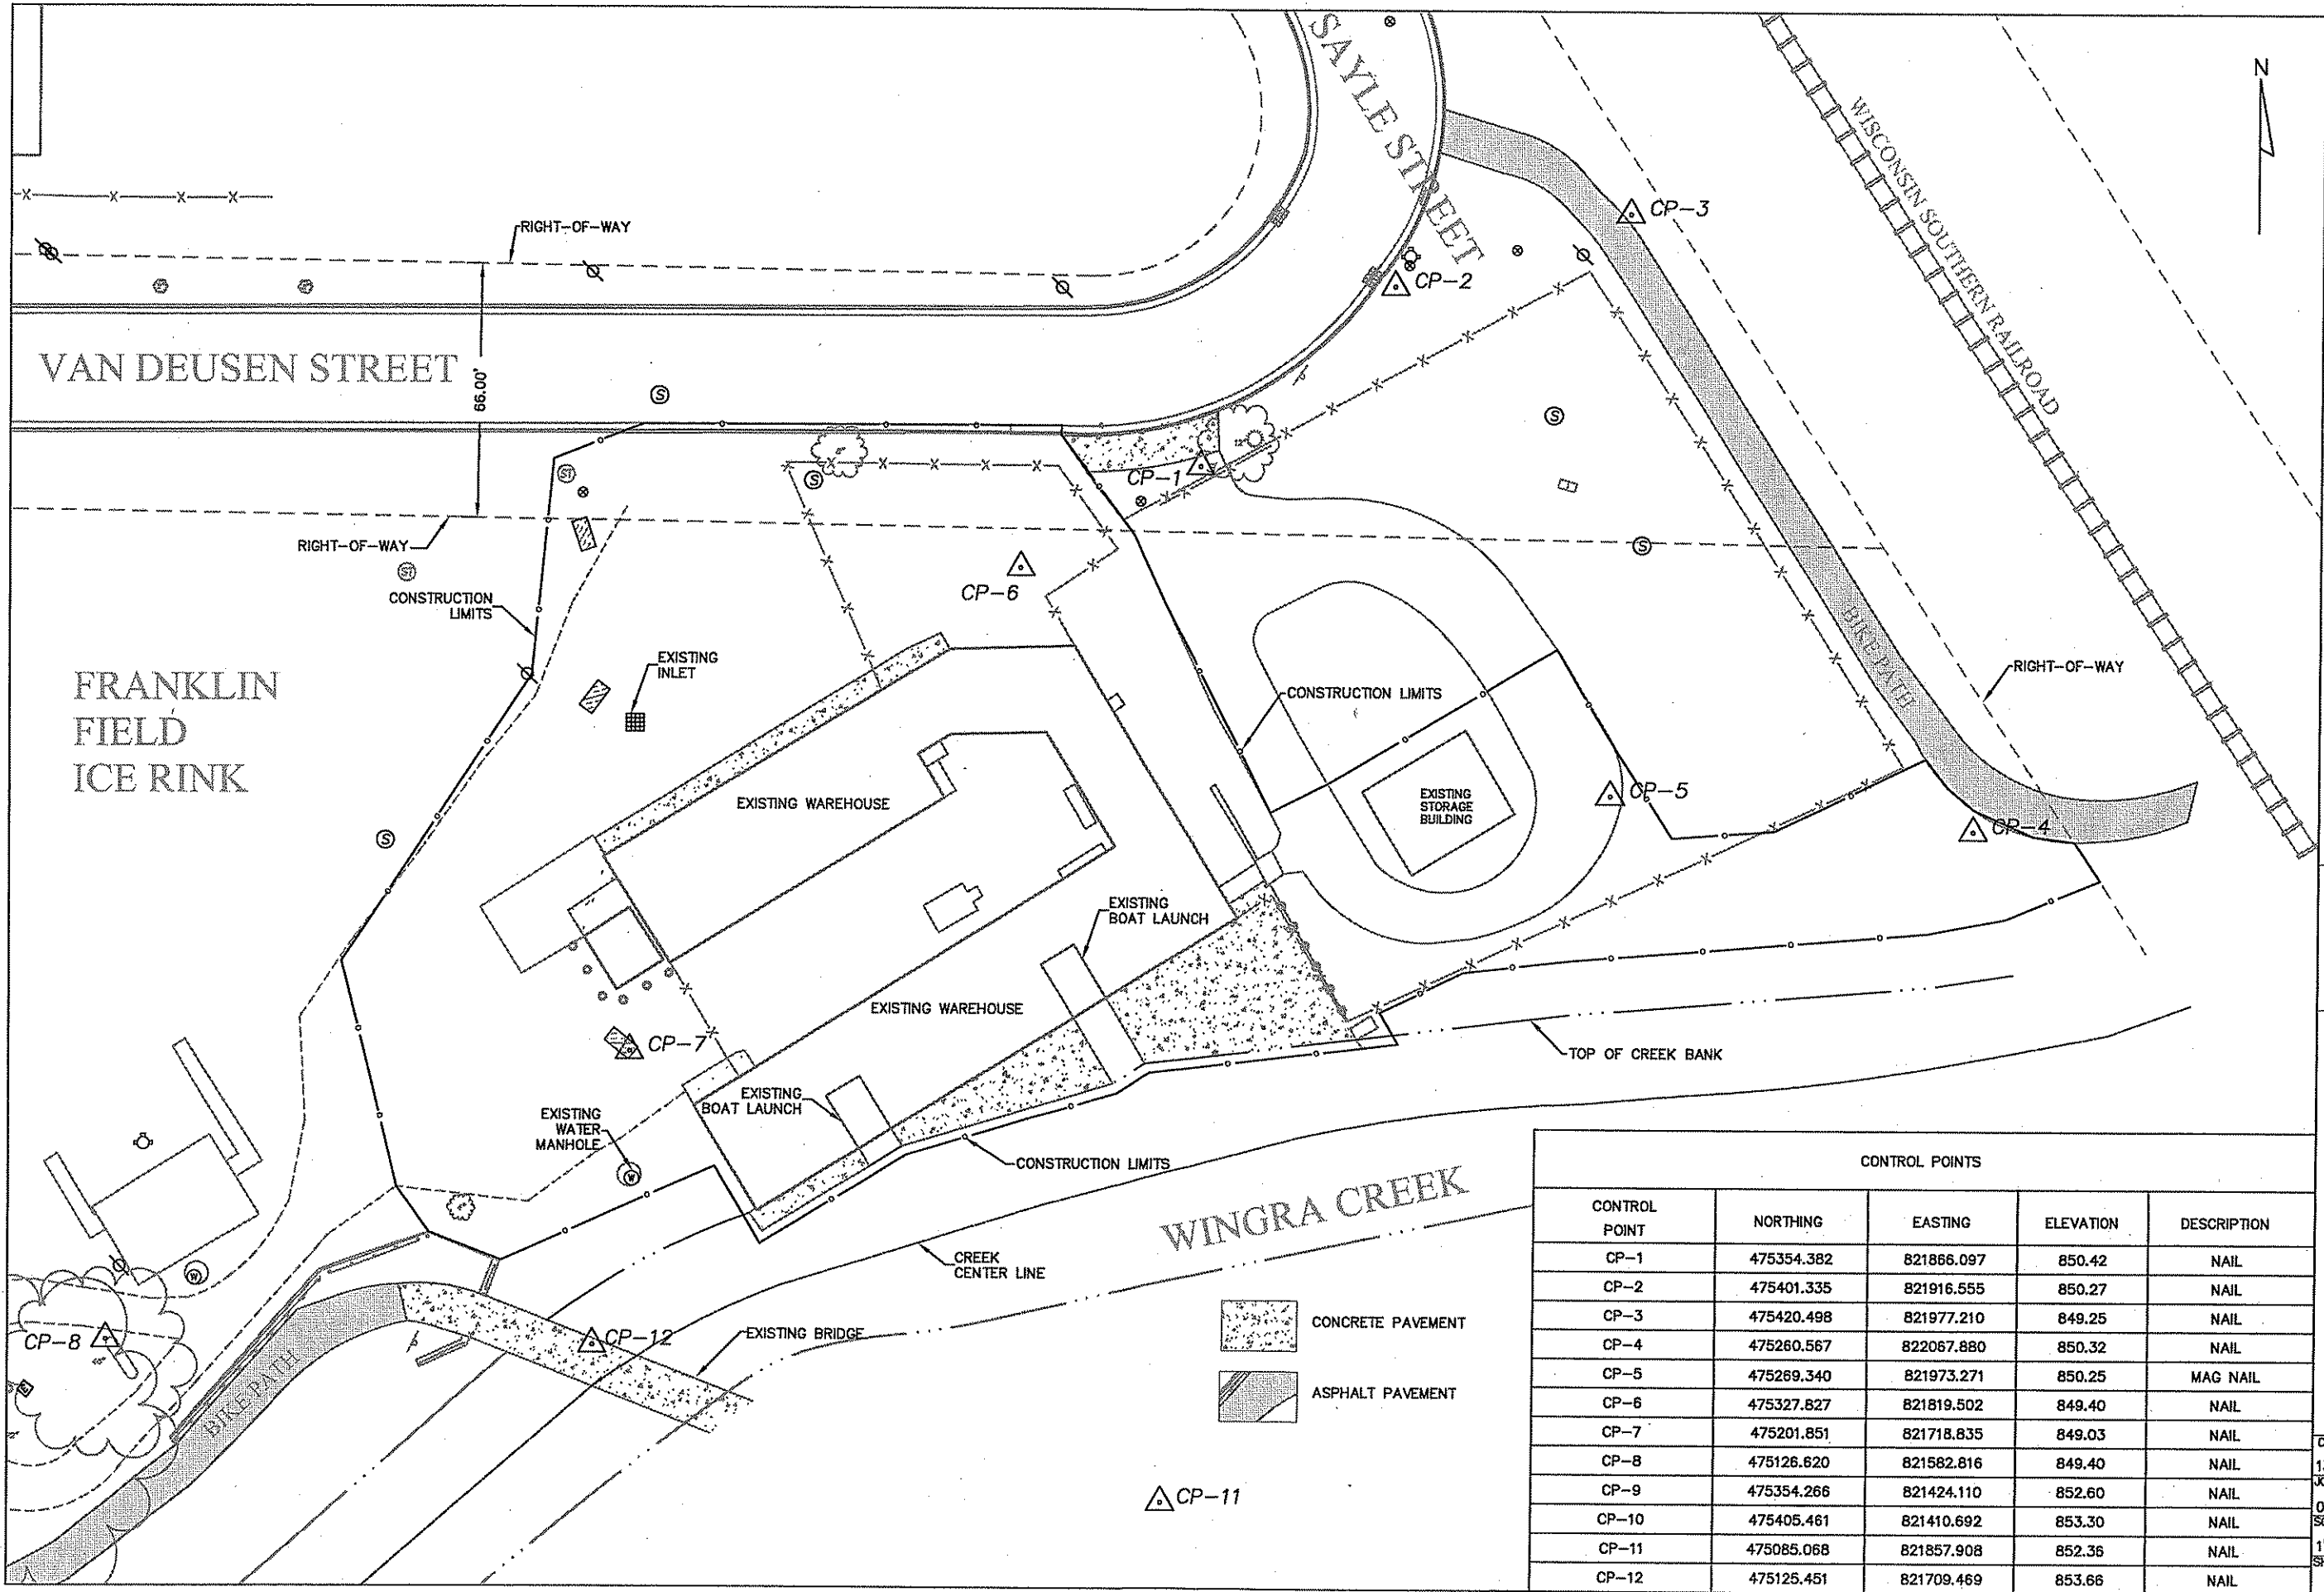 SAYLE STREET
N
WISCONSIN SOUTHERN RAILROAD
CP-3
RIGHT-OF-WAY
CP-2
VAN DEUSEN STREET
66.00'
S
S
CP-1
ST
S
RIGHT-OF-WAY
S
ST
CONSTRUCTION
LIMITS
CP-6
BIKE PATH
EXISTING
INLET
RIGHT-OF-WAY
FRANKLIN
FIELD
ICE RINK
CONSTRUCTION LIMITS
EXISTING WAREHOUSE
EXISTING
STORAGE
BUILDING
CP-5
CP-4
S
EXISTING
BOAT LAUNCH
EXISTING WAREHOUSE
CP-7
TOP OF CREEK BANK
EXISTING
BOAT LAUNCH
EXISTING
WATER
MANHOLE
W
CONSTRUCTION LIMITS
WINGRA CREEK
CREEK
CENTER LINE
W
CP-8
CP-12
EXISTING BRIDGE
BIKE PATH
CONCRETE PAVEMENT
ASPHALT PAVEMENT
CP-11
CONTROL POINTS
CONTROL POINT NORTHING EASTING ELEVATION DESCRIPTION
CP-1 475354.382 821866.097 850.42 NAIL
CP-2 475401.335 821916.555 850.27 NAIL
CP-3 475420.498 821977.210 849.25 NAIL
CP-4 475260.567 822067.880 850.32 NAIL
CP-5 475269.340 821973.271 850.25 MAG NAIL
CP-6 475327.827 821819.502 849.40 NAIL
CP-7 475201.851 821718.835 849.03 NAIL
CP-8 475126.620 821582.816 849.40 NAIL
CP-9 475354.266 821424.110 852.60 NAIL
CP-10 475405.461 821410.692 853.30 NAIL
CP-11 475085.068 821857.908 852.36 NAIL
CP-12 475125.451 821709.469 853.66 NAIL